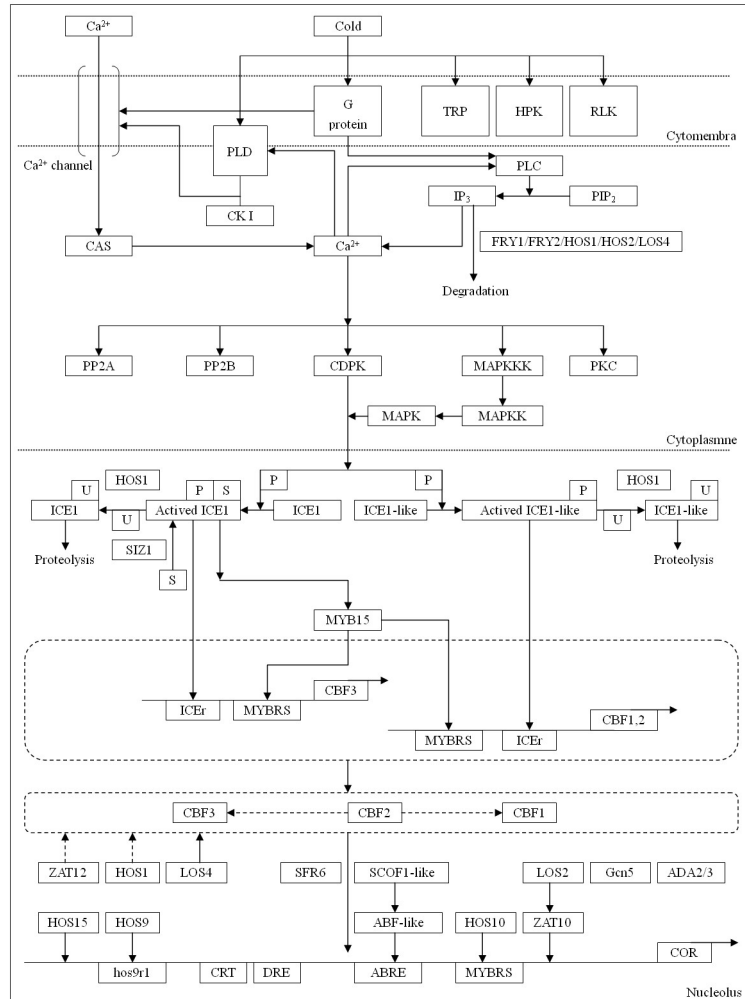 Ca²⁺
Cold
G
protein
TRP
HPK
RLK
Cytomembra
Ca²⁺ channel
PLD
PLC
CK I
IP₃
PIP₂
CAS
Ca²⁺
FRY1/FRY2/HOS1/HOS2/LOS4
Degradation
PP2A
PP2B
CDPK
MAPKKK
PKC
MAPK
MAPKK
Cytoplasmne
HOS1
P
S
P
P
HOS1
U
P
U
ICE1
Actived ICE1
ICE1
ICE1-like
Actived ICE1-like
ICE1-like
U
U
Proteolysis
SIZ1
Proteolysis
S
MYB15
CBF3
ICEr
MYBRS
CBF1,2
MYBRS
ICEr
CBF3
CBF2
CBF1
ZAT12
HOS1
LOS4
SFR6
SCOF1-like
LOS2
Gcn5
ADA2/3
HOS15
HOS9
ABF-like
HOS10
ZAT10
COR
hos9r1
CRT
DRE
ABRE
MYBRS
Nucleolus